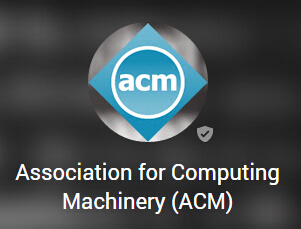 acm
Association for Computing
Machinery (ACM)